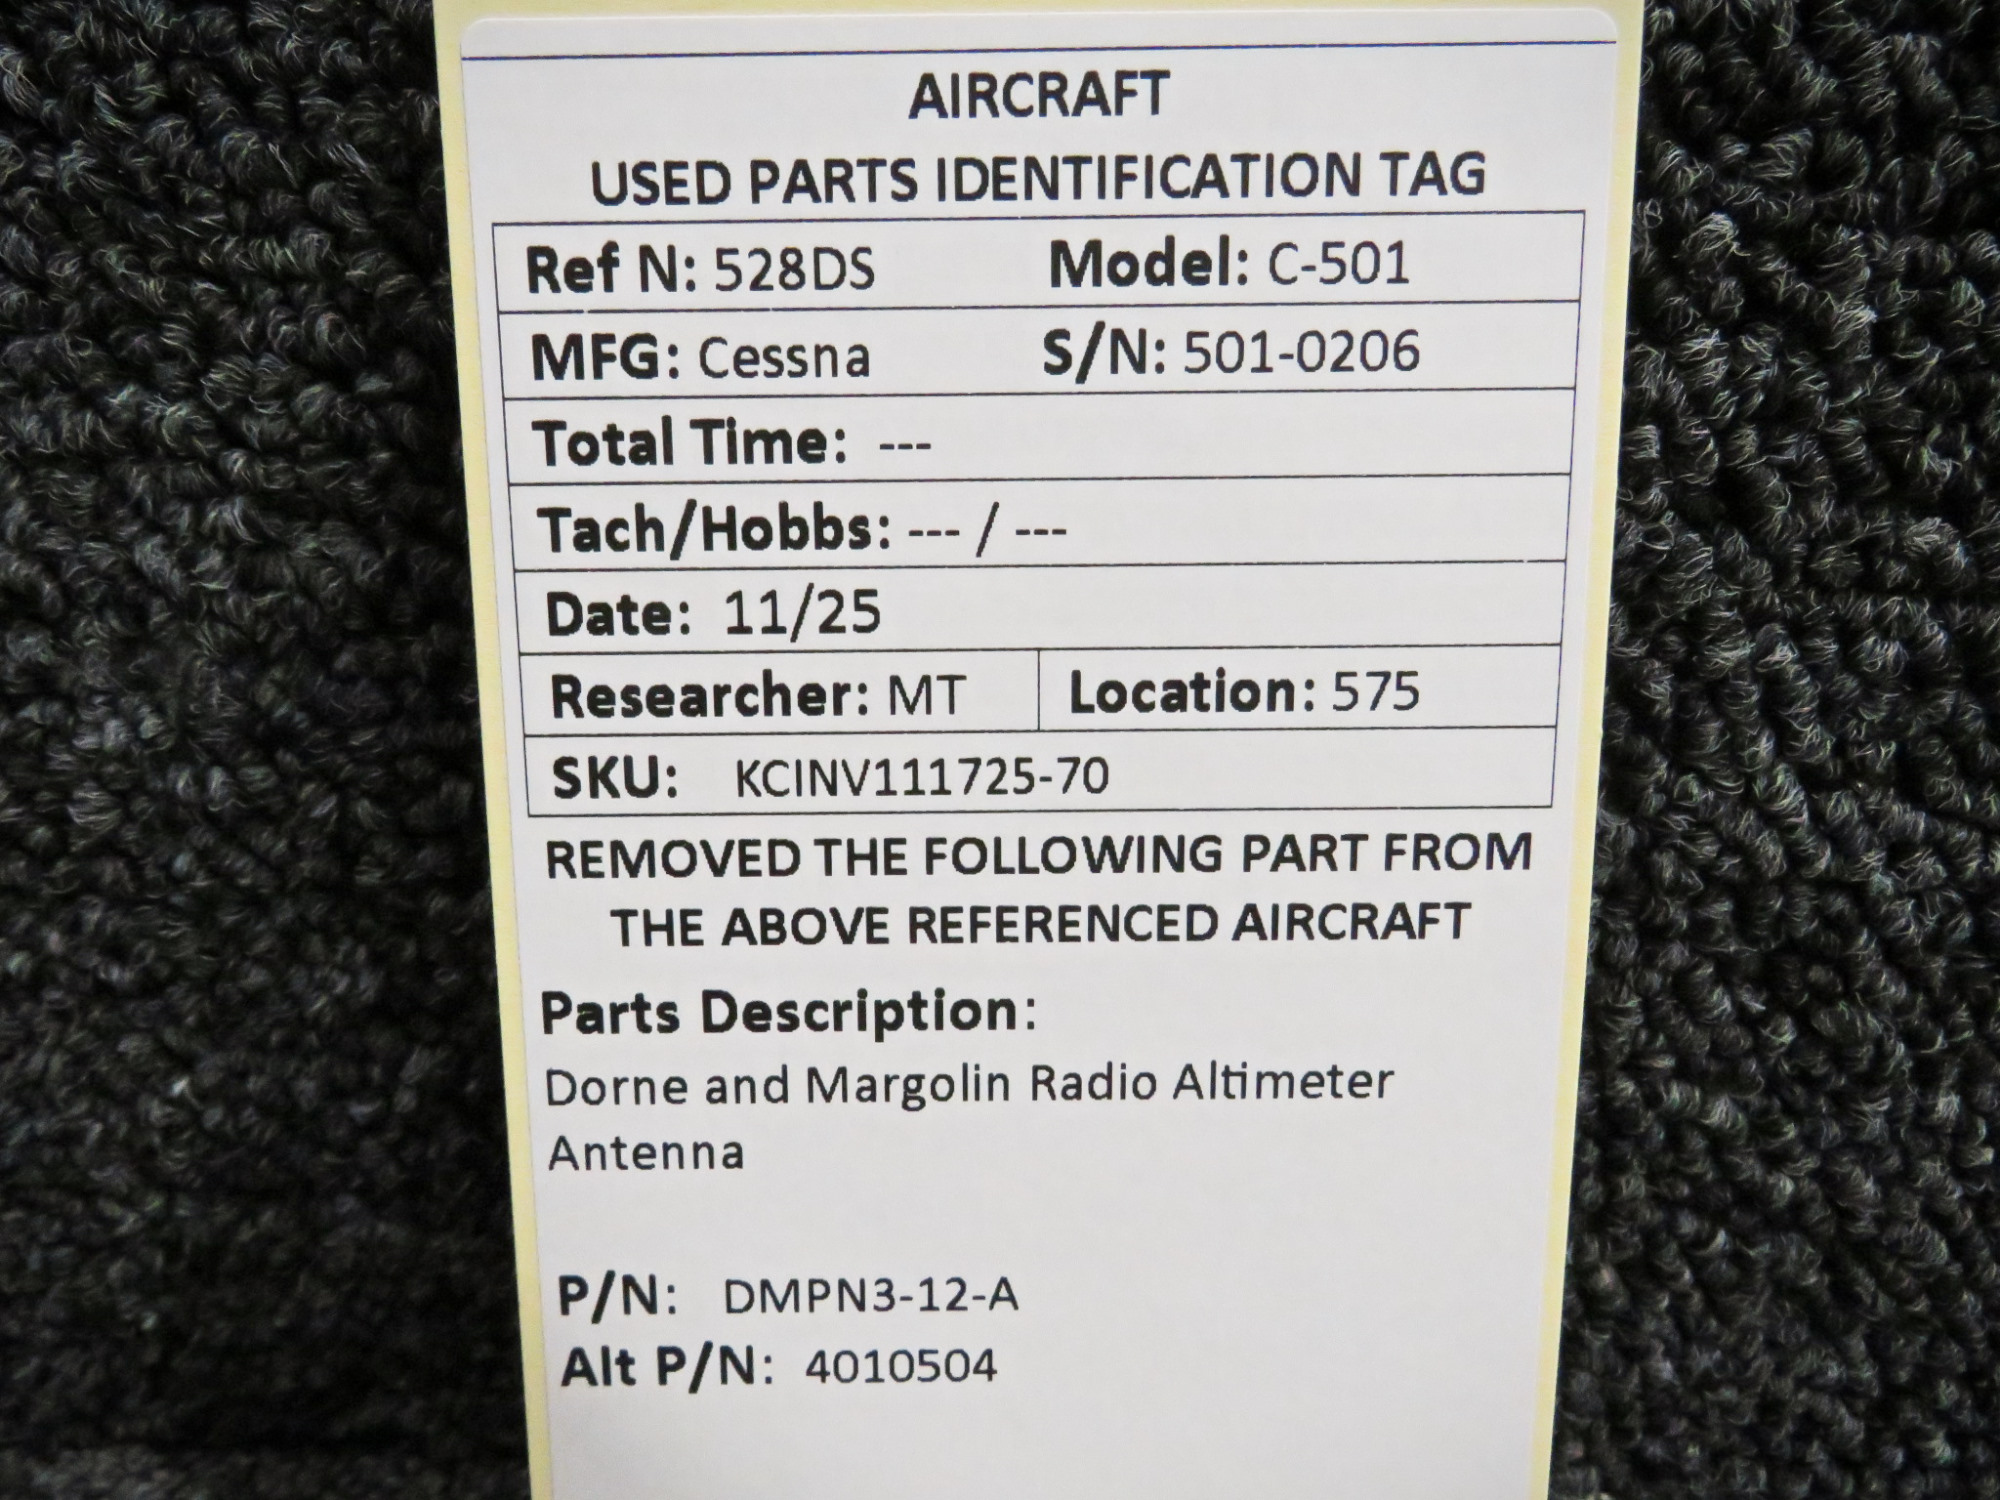 AIRCRAFT
USED PARTS IDENTIFICATION TAG
Ref N: 528DS Model: C-501
MFG: Cessna S/N: 501-0206
Total Time: ---
Tach/Hobbs: --- / ---
Date: 11/25
Researcher: MT Location: 575
SKU: KCINV111725-70
REMOVED THE FOLLOWING PART FROM
THE ABOVE REFERENCED AIRCRAFT
Parts Description:
Dorne and Margolin Radio Altimeter
Antenna
P/N: DMPN3-12-A
Alt P/N: 4010504